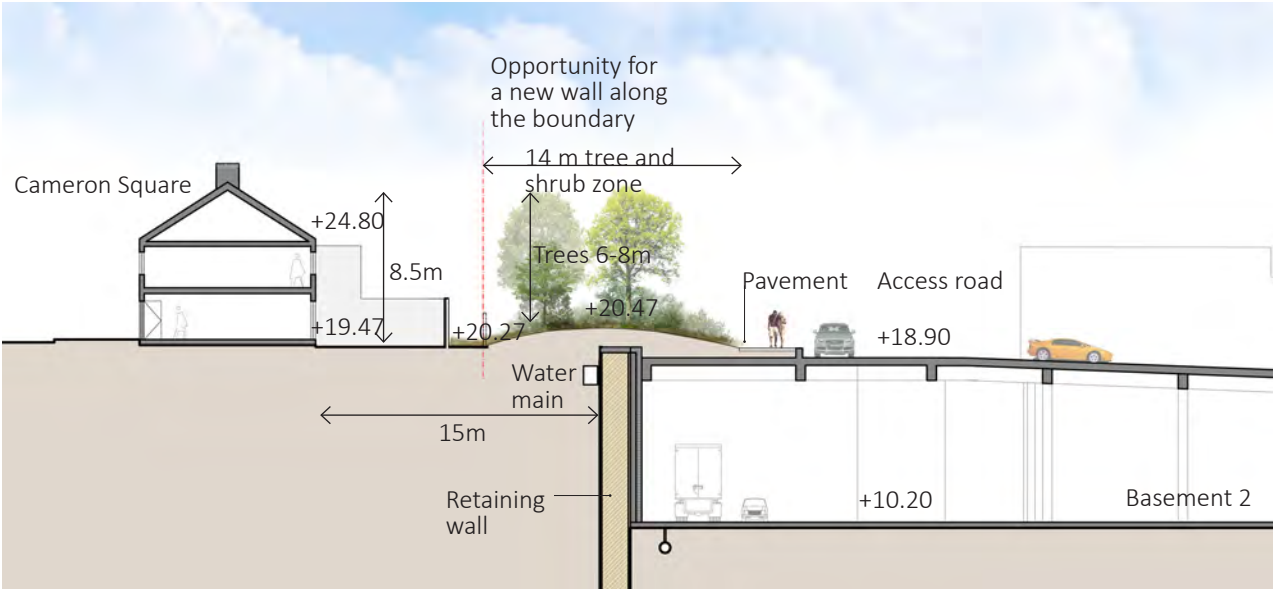 Opportunity for
a new wall along
the boundary
14 m tree and
shrub zone
Cameron Square
+24.80
8.5m
Trees 6-8m
+20.47
Pavement
Access road
+19.47
+20.27
+18.90
Water
main
15m
Retaining
wall
+10.20
Basement 2